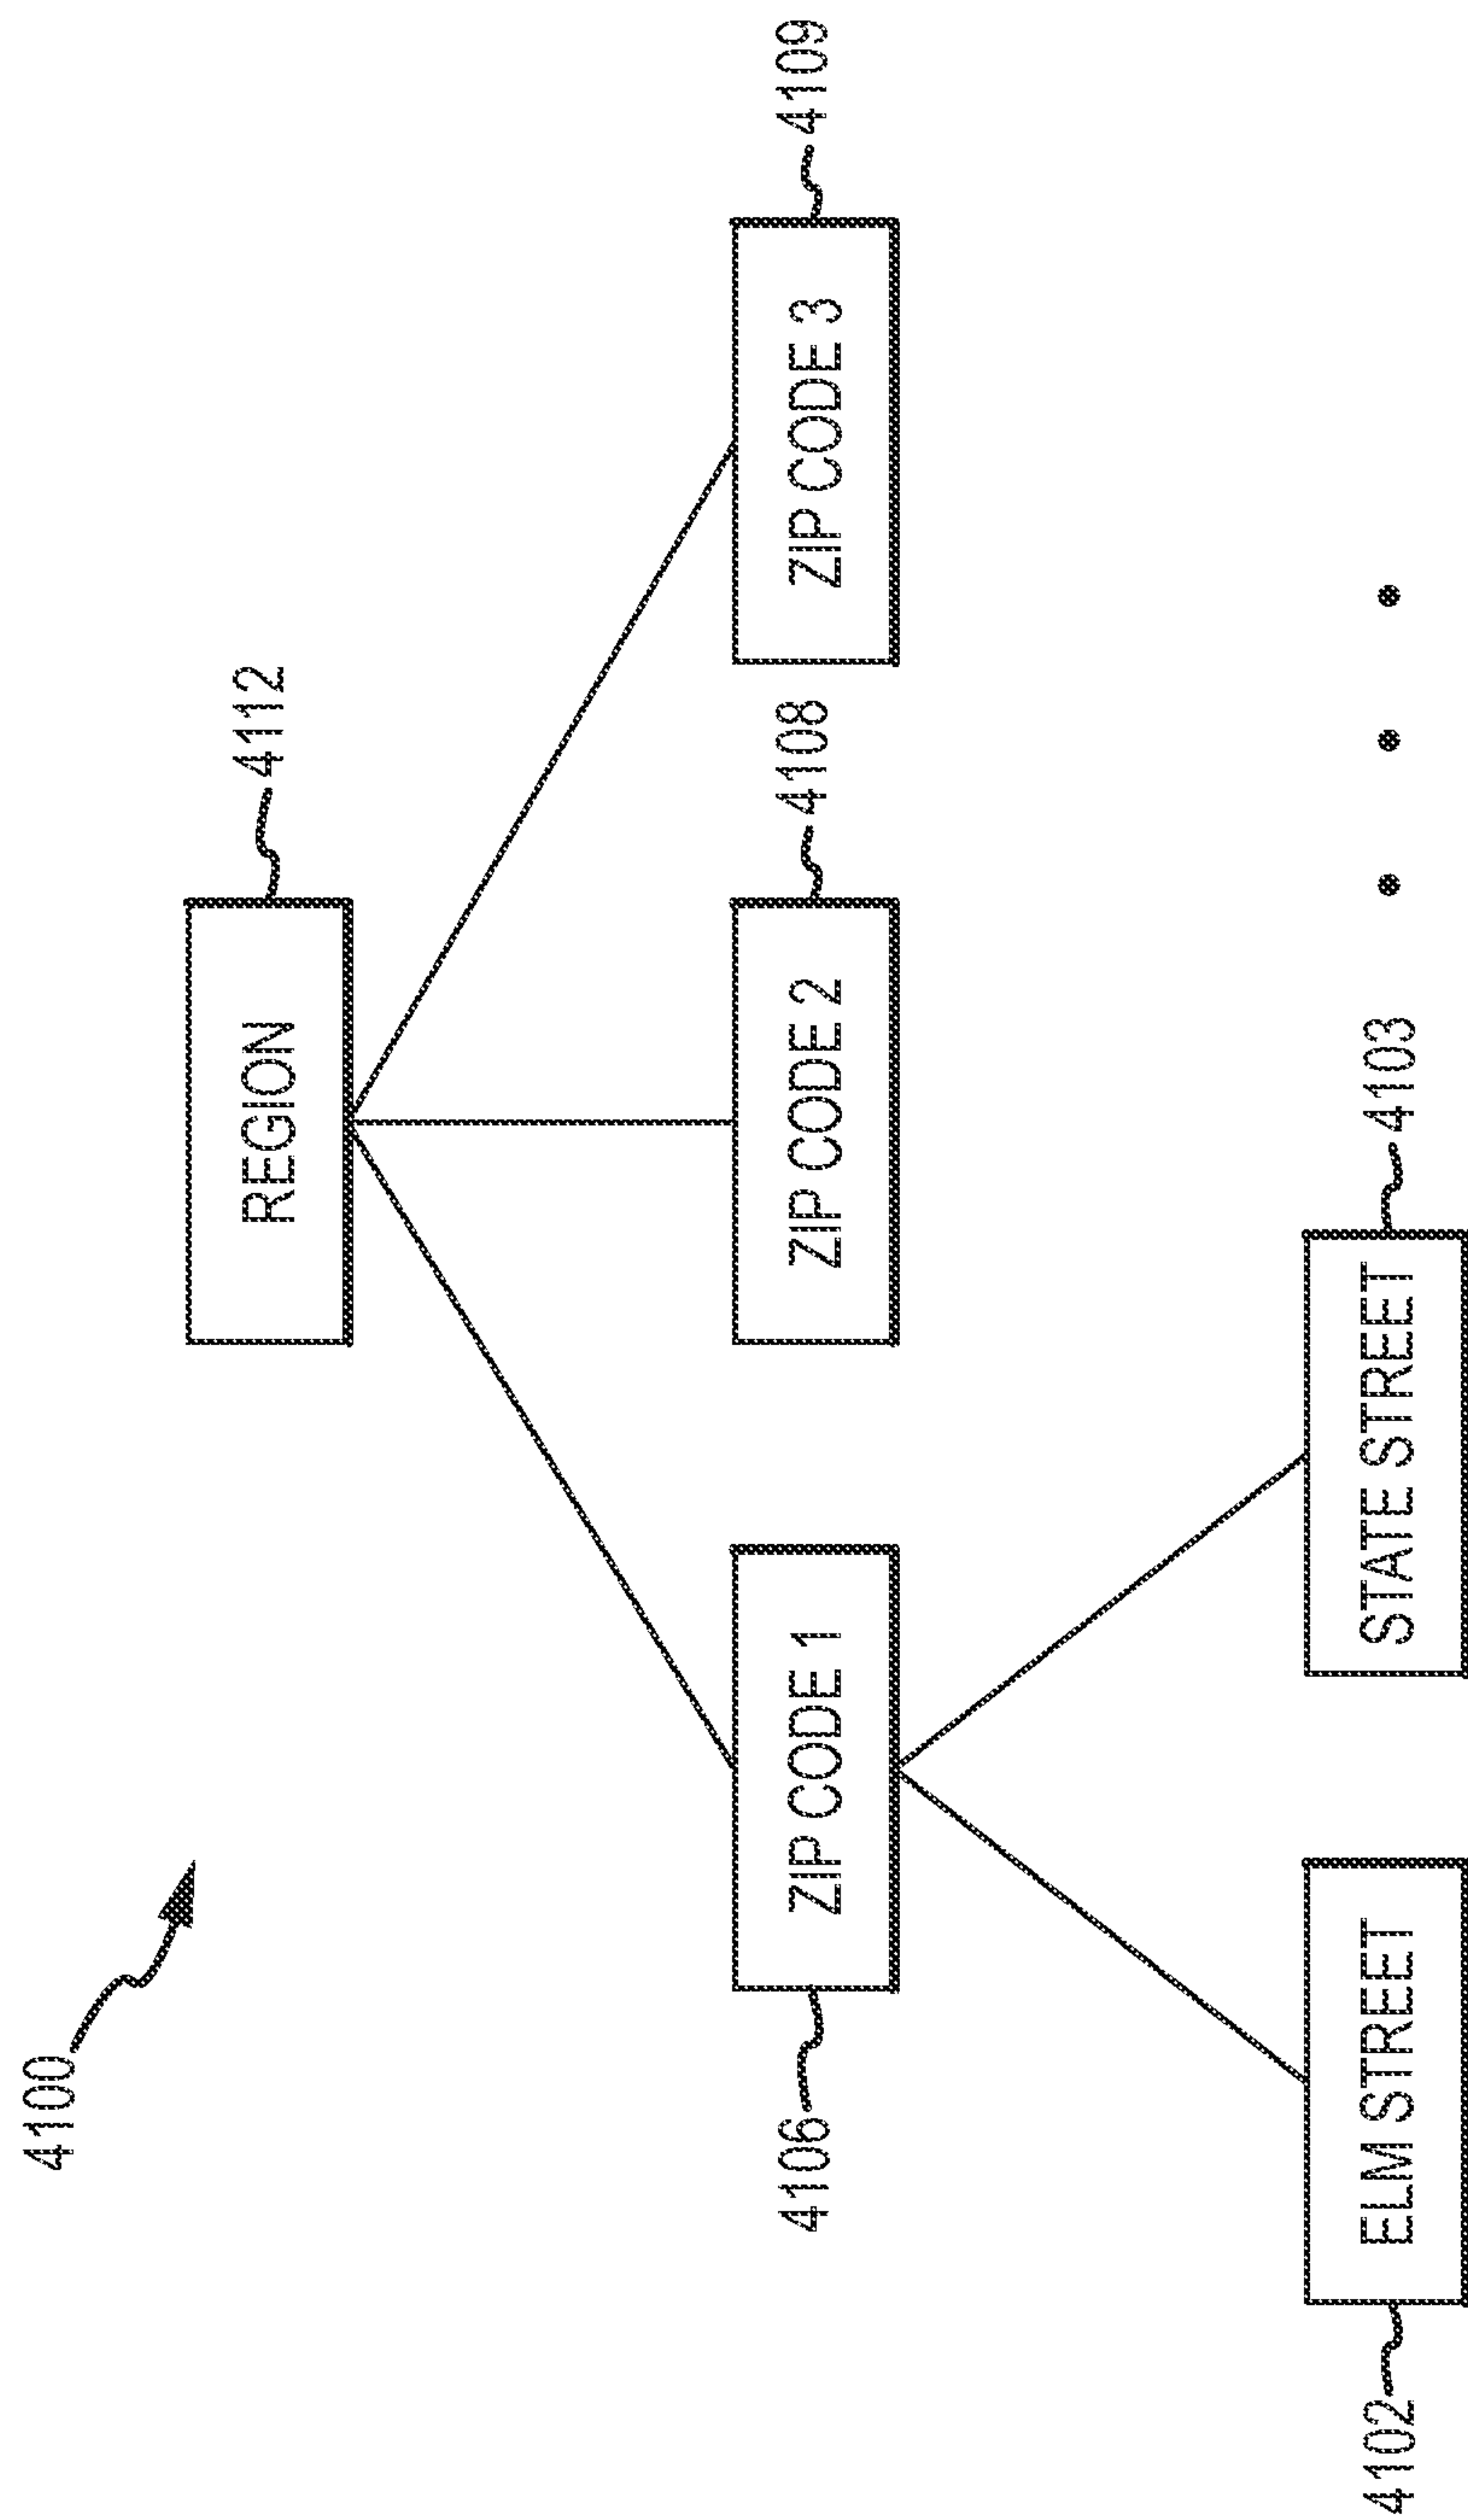 4100
REGION
4112
4106
ZIP CODE 1
ZIP CODE 2
4108
ZIP CODE 3
4109
4102
ELM STREET
STATE STREET
4103